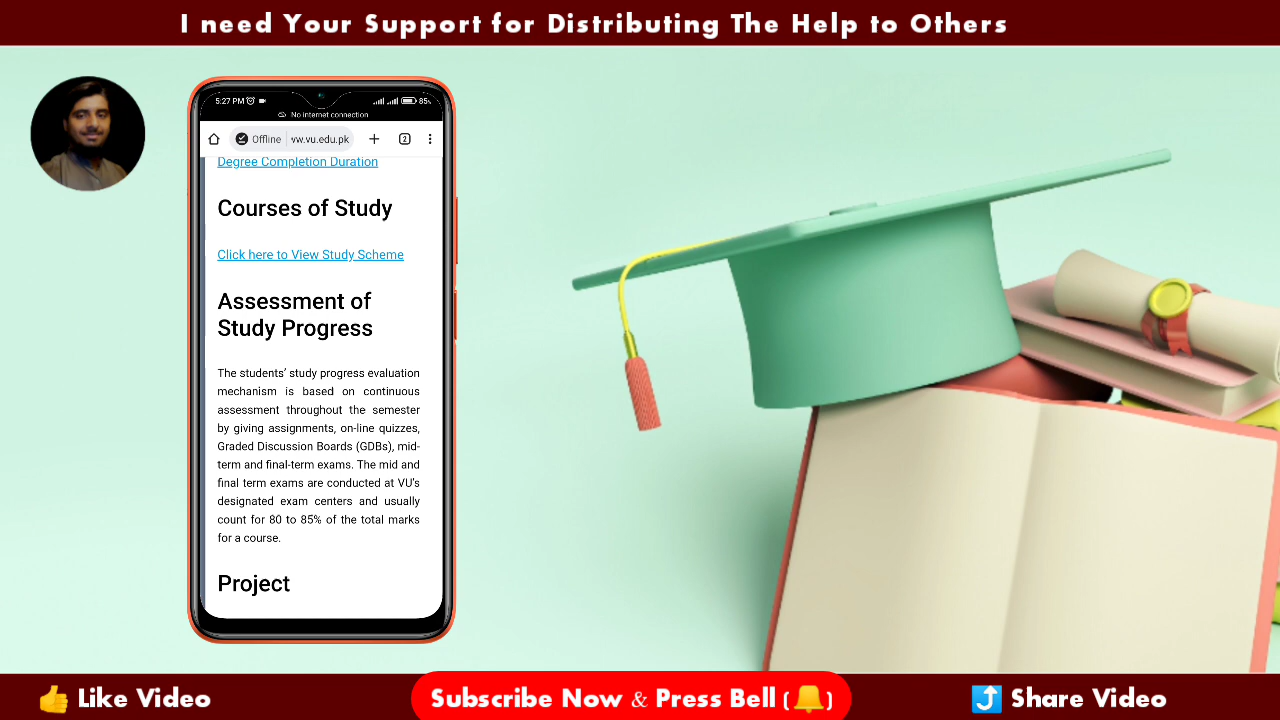 I need Your Support for Distributing The Help to Others
5:27 PM 85%
No internet connection
Offline vw.vu.edu.pk 2
Degree Completion Duration
Courses of Study
Click here to View Study Scheme
Assessment of
Study Progress
The students’ study progress evaluation
mechanism is based on continuous
assessment throughout the semester
by giving assignments, on-line quizzes,
Graded Discussion Boards (GDBs), mid-
term and final-term exams. The mid and
final term exams are conducted at VU’s
designated exam centers and usually
count for 80 to 85% of the total marks
for a course.
Project
👍 Like Video
Subscribe Now & Press Bell (🔔)
⤴️ Share Video